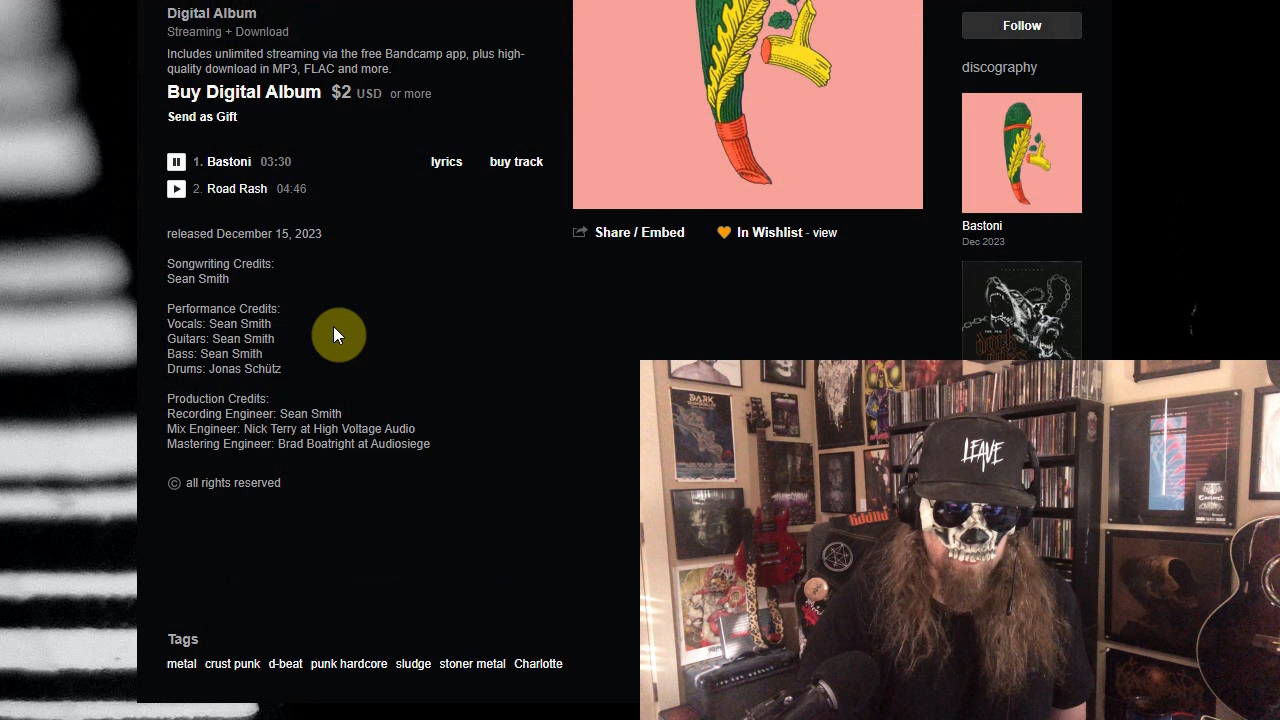 Digital Album
Streaming + Download
Includes unlimited streaming via the free Bandcamp app, plus high-
quality download in MP3, FLAC and more.
Buy Digital Album $2 USD or more
Send as Gift
1. Bastoni 03:30 lyrics buy track
2. Road Rash 04:46
released December 15, 2023
Songwriting Credits:
Sean Smith
Performance Credits:
Vocals: Sean Smith
Guitars: Sean Smith
Bass: Sean Smith
Drums: Jonas Schütz
Production Credits:
Recording Engineer: Sean Smith
Mix Engineer: Nick Terry at High Voltage Audio
Mastering Engineer: Brad Boatright at Audiosiege
© all rights reserved
Tags
metal crust punk d-beat punk hardcore sludge stoner metal Charlotte
Share / Embed
In Wishlist - view
Follow
discography
Bastoni
Dec 2023
DARK
LEAVE